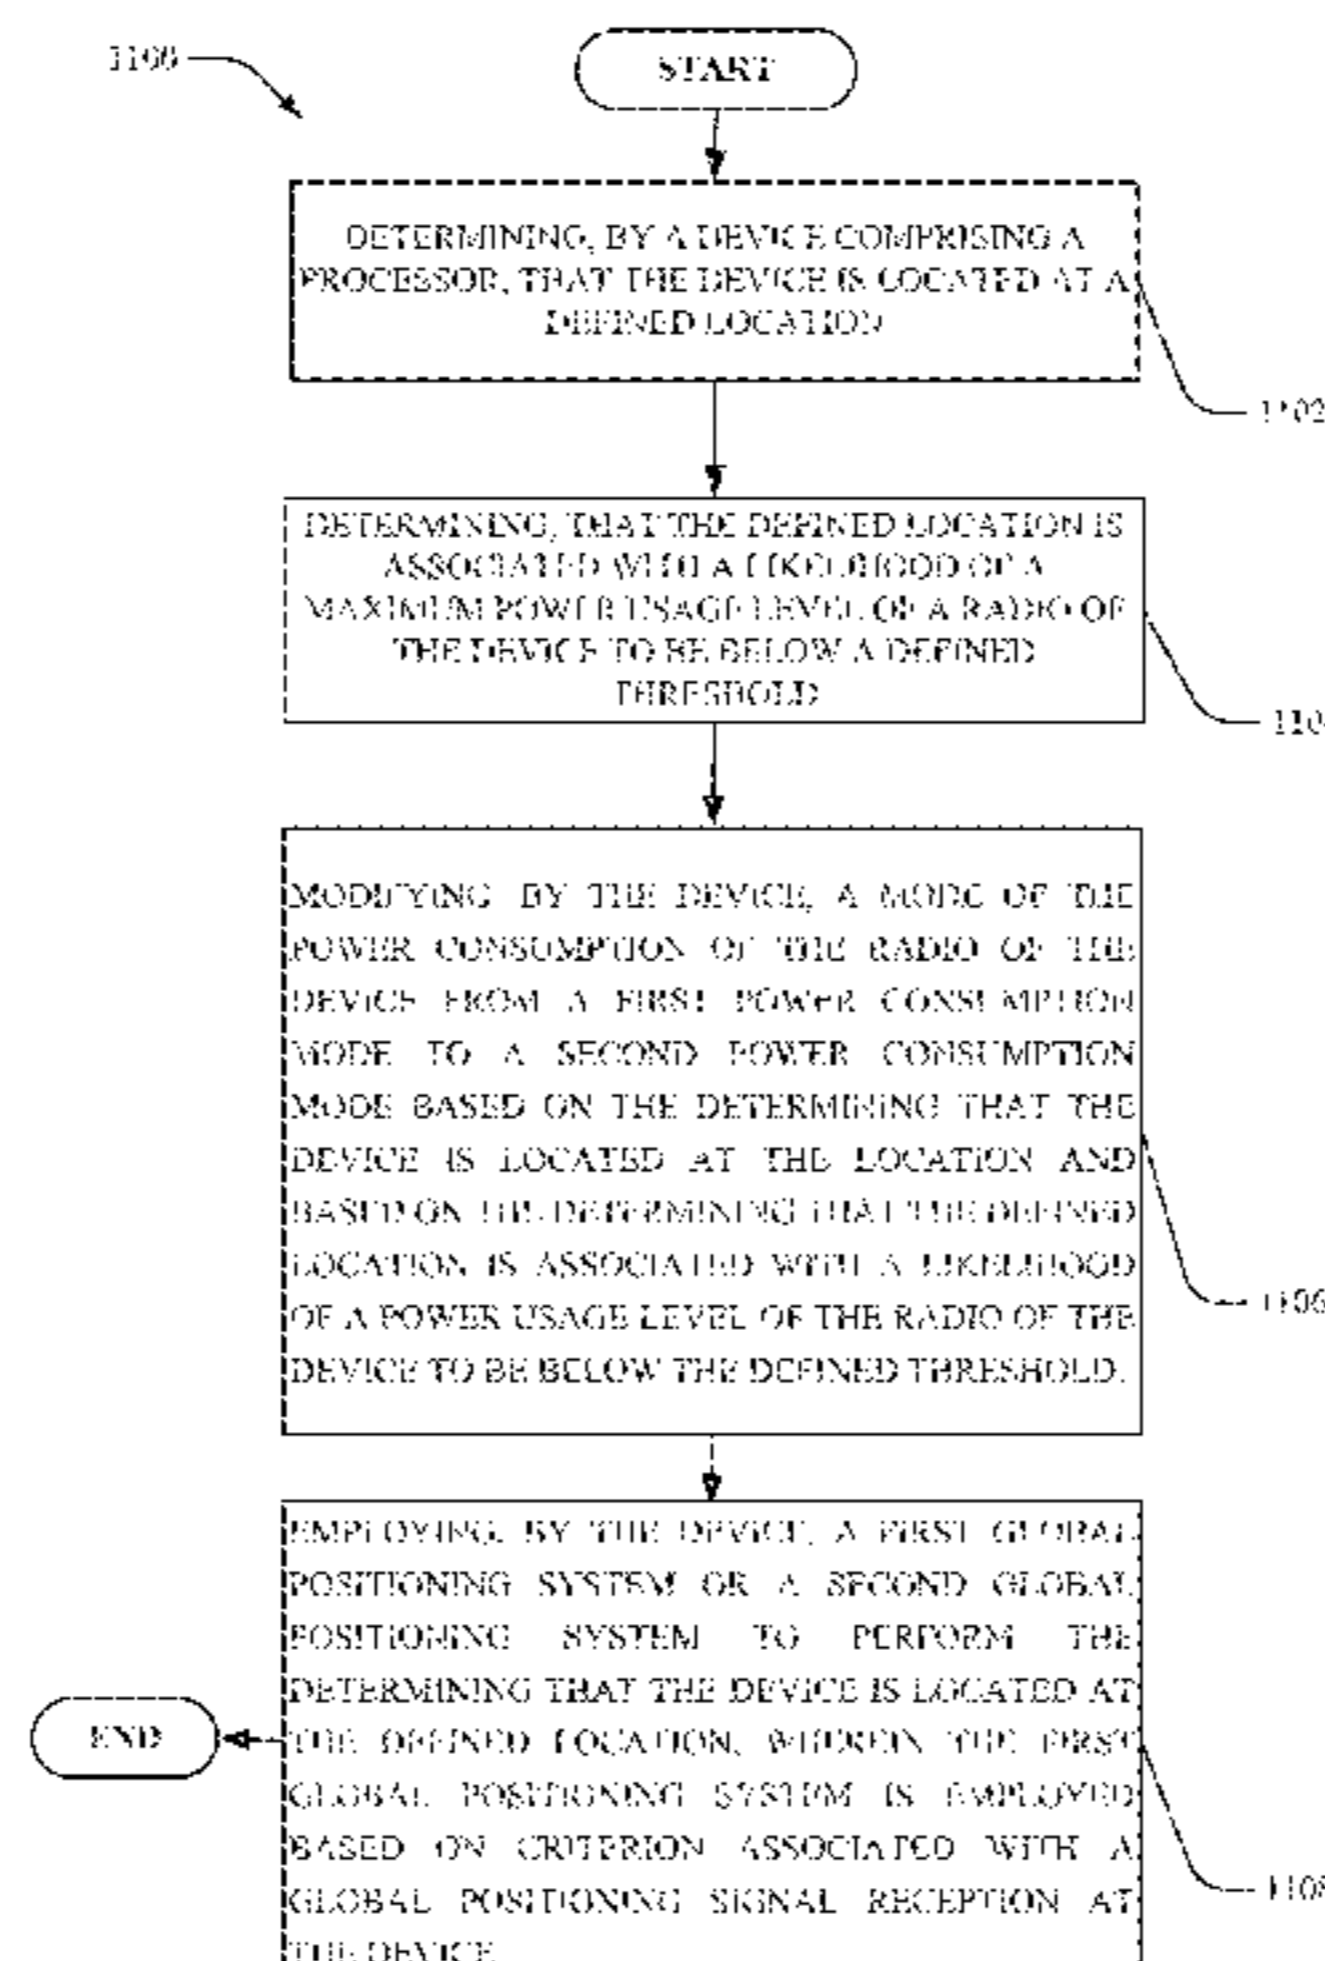 1100
START
DETERMINING, BY A DEVICE COMPRISING A
PROCESSOR, THAT THE DEVICE IS LOCATED AT A
DEFINED LOCATION
1102
DETERMINING, THAT THE DEFINED LOCATION IS
ASSOCIATED WITH A LIKELIHOOD OF A
MAXIMUM POWER USAGE LEVEL OF A RADIO OF
THE DEVICE TO BE BELOW A DEFINED
THRESHOLD
MODIFYING BY THE DEVICE, A MODE OF THE
POWER CONSUMPTION OF THE RADIO OF THE
DEVICE FROM A FIRST POWER CONSUMPTION
MODE TO A SECOND POWER CONSUMPTION
MODE BASED ON THE DETERMINING THAT THE
DEVICE IS LOCATED AT THE LOCATION AND
BASED ON THE DETERMINING THAT THE DEFINED
LOCATION IS ASSOCIATED WITH A LIKELIHOOD
OF A POWER USAGE LEVEL OF THE RADIO OF THE
DEVICE TO BE BELOW THE DEFINED THRESHOLD.
1106
EMPLOYING, BY THE DEVICE, A FIRST GLOBAL
POSITIONING SYSTEM OR A SECOND GLOBAL
POSITIONING SYSTEM TO PERFORM THE
DETERMINING THAT THE DEVICE IS LOCATED AT
THE DEFINED LOCATION, WHEREIN THE FIRST
GLOBAL POSITIONING SYSTEM IS EMPLOYED
BASED ON CRITERION ASSOCIATED WITH A
GLOBAL POSITIONING SIGNAL RECEPTION AT
THE DEVICE
END
1108